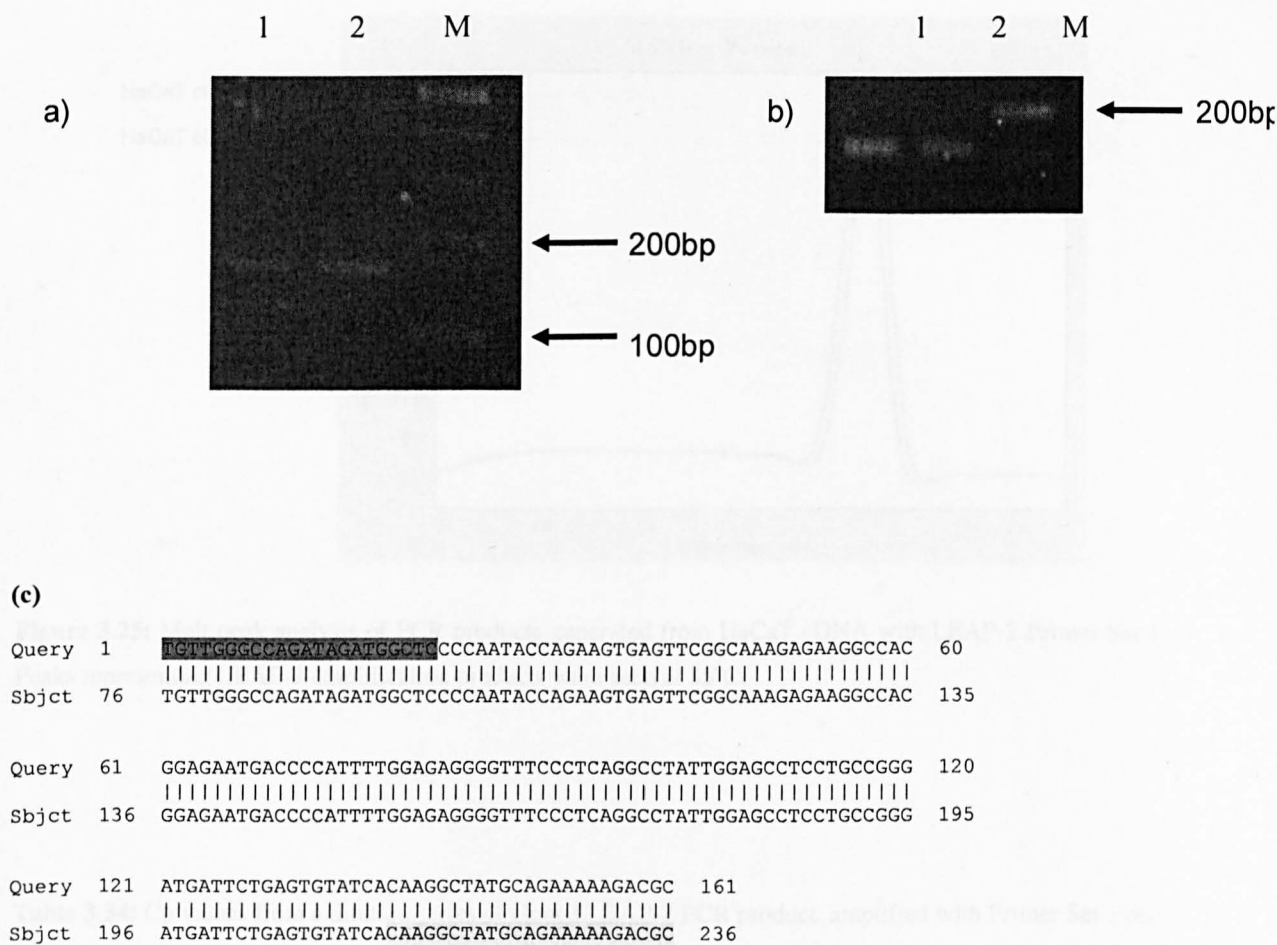 1 2 M
1 2 M
a)
b)
200bp
200bp
100bp
(c)
Query 1 TGTTGGGCCAGATAGATGGCTCCCCAATACCAGAAGTGAGTTCGGCAAAGAGAAGGCCAC 60
Sbjct 76 TGTTGGGCCAGATAGATGGCTCCCCAATACCAGAAGTGAGTTCGGCAAAGAGAAGGCCAC 135
Query 61 GGAGAATGACCCCATTTTGGAGAGGGGTTTCCCTCAGGCCTATTGGAGCCTCCTGCCGGG 120
Sbjct 136 GGAGAATGACCCCATTTTGGAGAGGGGTTTCCCTCAGGCCTATTGGAGCCTCCTGCCGGG 195
Query 121 ATGATTCTGAGTGTATCACAAGGCTATGCAGAAAAAGACGC 161
Sbjct 196 ATGATTCTGAGTGTATCACAAGGCTATGCAGAAAAAGACGC 236